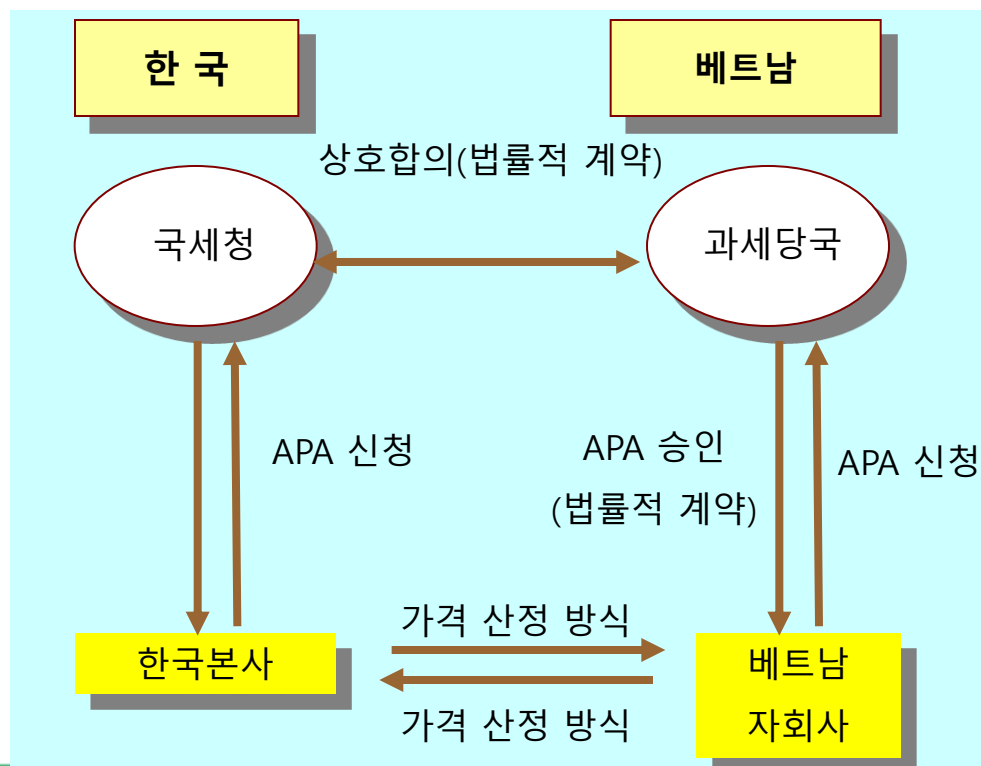 한 국
베트남
상호합의(법률적 계약)
국세청
과세당국
APA 신청
APA 승인
(법률적 계약)
APA 신청
가격 산정 방식
한국본사
가격 산정 방식
베트남
자회사